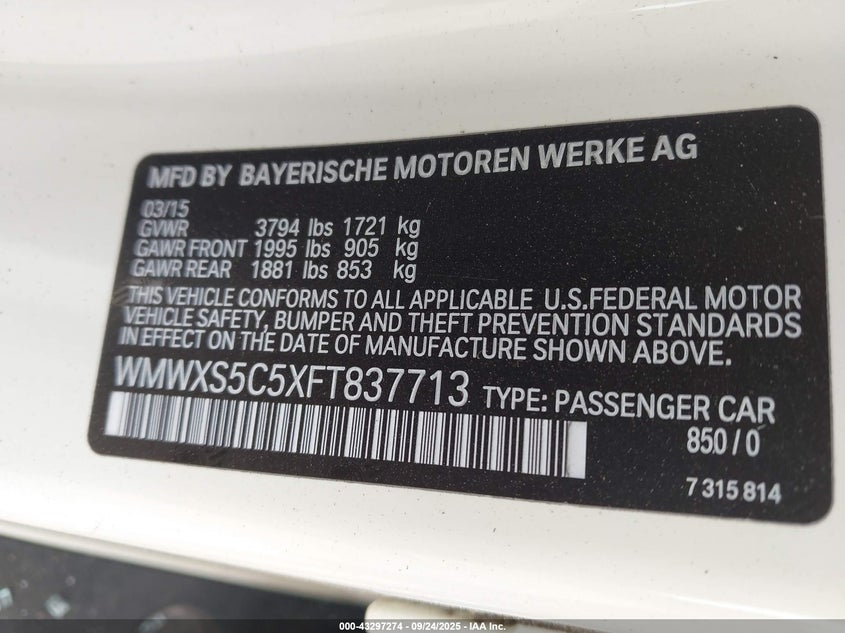 MFD BY BAYERISCHE MOTOREN WERKE AG
03/15
GVWR 3794 lbs 1721 kg
GAWR FRONT 1995 lbs 905 kg
GAWR REAR 1881 lbs 853 kg
THIS VEHICLE CONFORMS TO ALL APPLICABLE U.S.FEDERAL MOTOR
VEHICLE SAFETY, BUMPER AND THEFT PREVENTION STANDARDS
IN EFFECT ON THE DATE OF MANUFACTURE SHOWN ABOVE.
WMWXS5C5XFT837713 TYPE: PASSENGER CAR
850/0
7 315 814
000-43297274 | 09/24/2025 | IAA Inc.